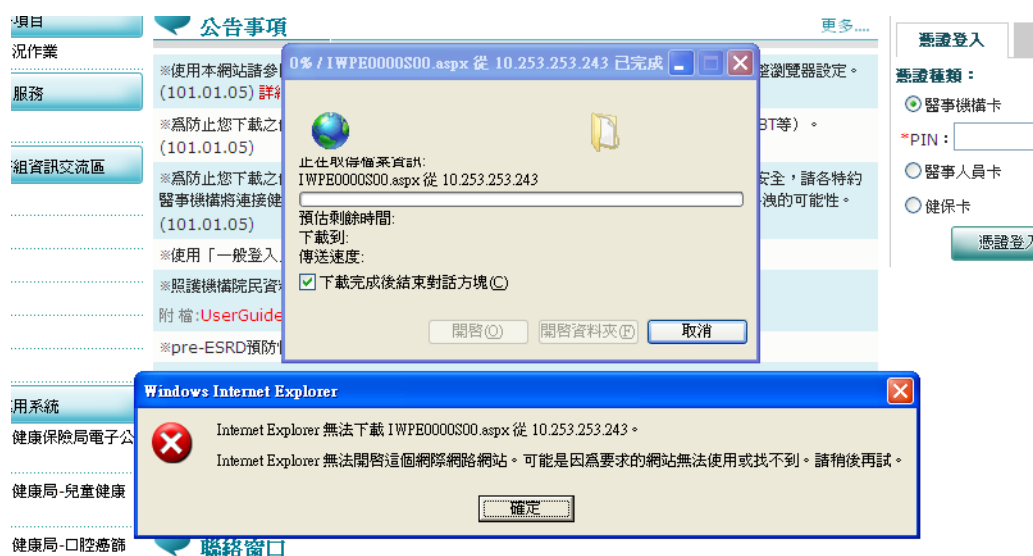 項目
況作業
服務
組資訊交流區
用系統
健康保險局電子公
健康局-兒童健康
健康局-口腔癌篩
公告事項
更多....
※使用本網站請參
整瀏覽器設定。
(101.01.05) 詳
※爲防止您下載之
BT等）。
(101.01.05)
※爲防止您下載之
安全，請各特約
醫事機構將連接健
洩的可能性。
(101.01.05)
※使用「一般登入
※照護機構院民資
附 檔:UserGuide
※pre-ESRD預防
聯絡窗口
0% / IWPE0000S00.aspx 從 10.253.253.243 已完成
正在取得檔案資訊:
IWPE0000S00.aspx 從 10.253.253.243
預估剩餘時間:
下載到:
傳送速度:
下載完成後結束對話方塊(C)
開啓(O)
開啓資料夾(F)
取消
Windows Internet Explorer
Internet Explorer 無法下載 IWPE0000S00.aspx 從 10.253.253.243。
Internet Explorer 無法開啓這個網際網路網站。可能是因爲要求的網站無法使用或找不到。請稍後再試。
確定
憑證登入
憑證種類：
醫事機構卡
*PIN：
醫事人員卡
健保卡
憑證登入